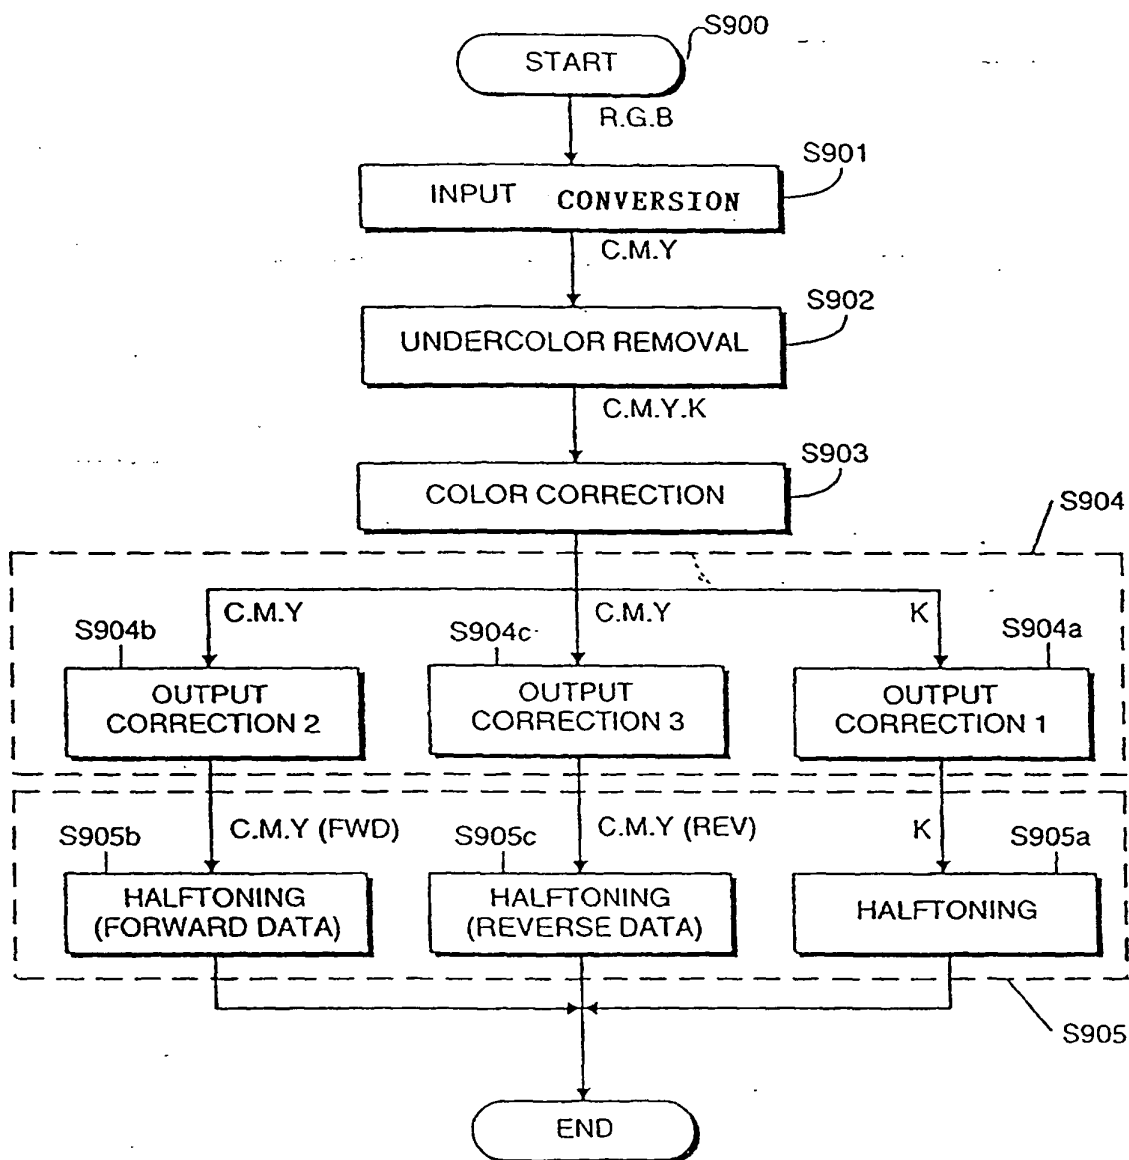 S900
START
R.G.B
S901
INPUT CONVERSION
C.M.Y
S902
UNDERCOLOR REMOVAL
C.M.Y.K
S903
COLOR CORRECTION
S904
C.M.Y
C.M.Y
K
S904b
S904c
S904a
OUTPUT
CORRECTION 2
OUTPUT
CORRECTION 3
OUTPUT
CORRECTION 1
C.M.Y (FWD)
C.M.Y (REV)
K
S905b
S905c
S905a
HALFTONING
(FORWARD DATA)
HALFTONING
(REVERSE DATA)
HALFTONING
S905
END